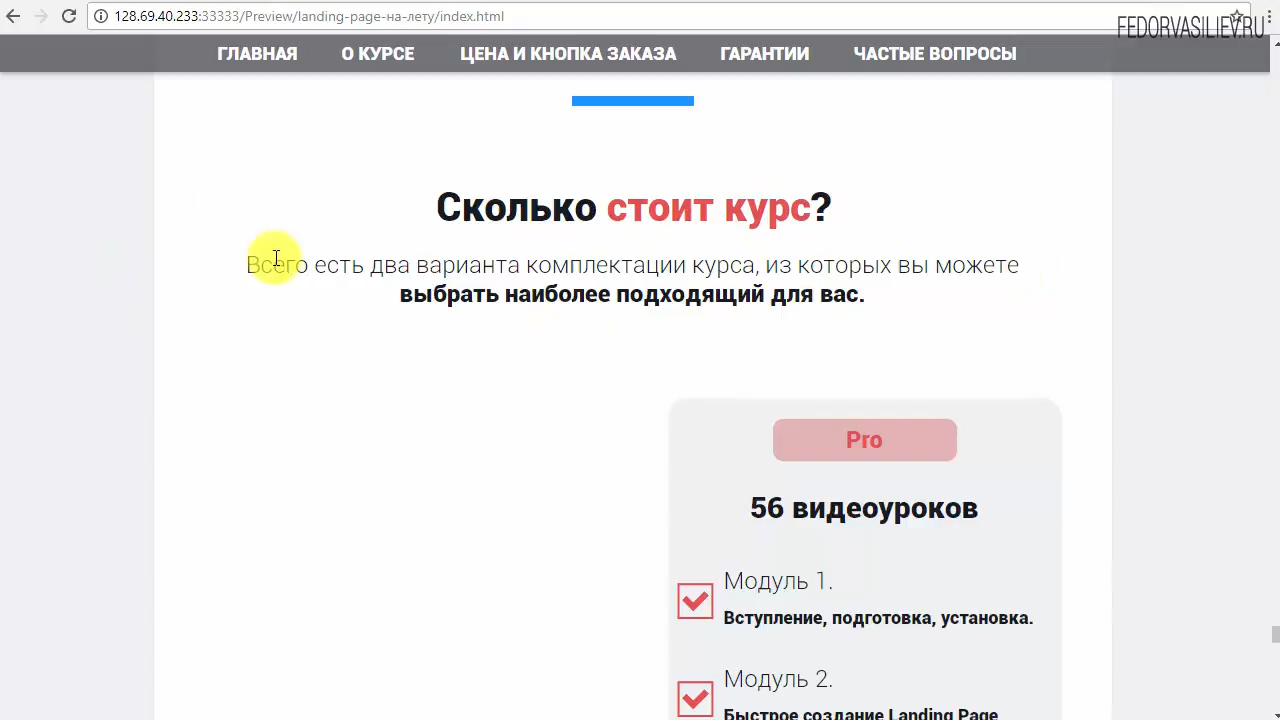 128.69.40.233:33333/Preview/landing-page-на-лету/index.html
FEDORVASILIEV.RU
ГЛАВНАЯ О КУРСЕ ЦЕНА И КНОПКА ЗАКАЗА ГАРАНТИИ ЧАСТЫЕ ВОПРОСЫ
Сколько стоит курс?
Всего есть два варианта комплектации курса, из которых вы можете
выбрать наиболее подходящий для вас.
Pro
56 видеоуроков
Модуль 1.
Вступление, подготовка, установка.
Модуль 2.
Быстрое создание Landing Page